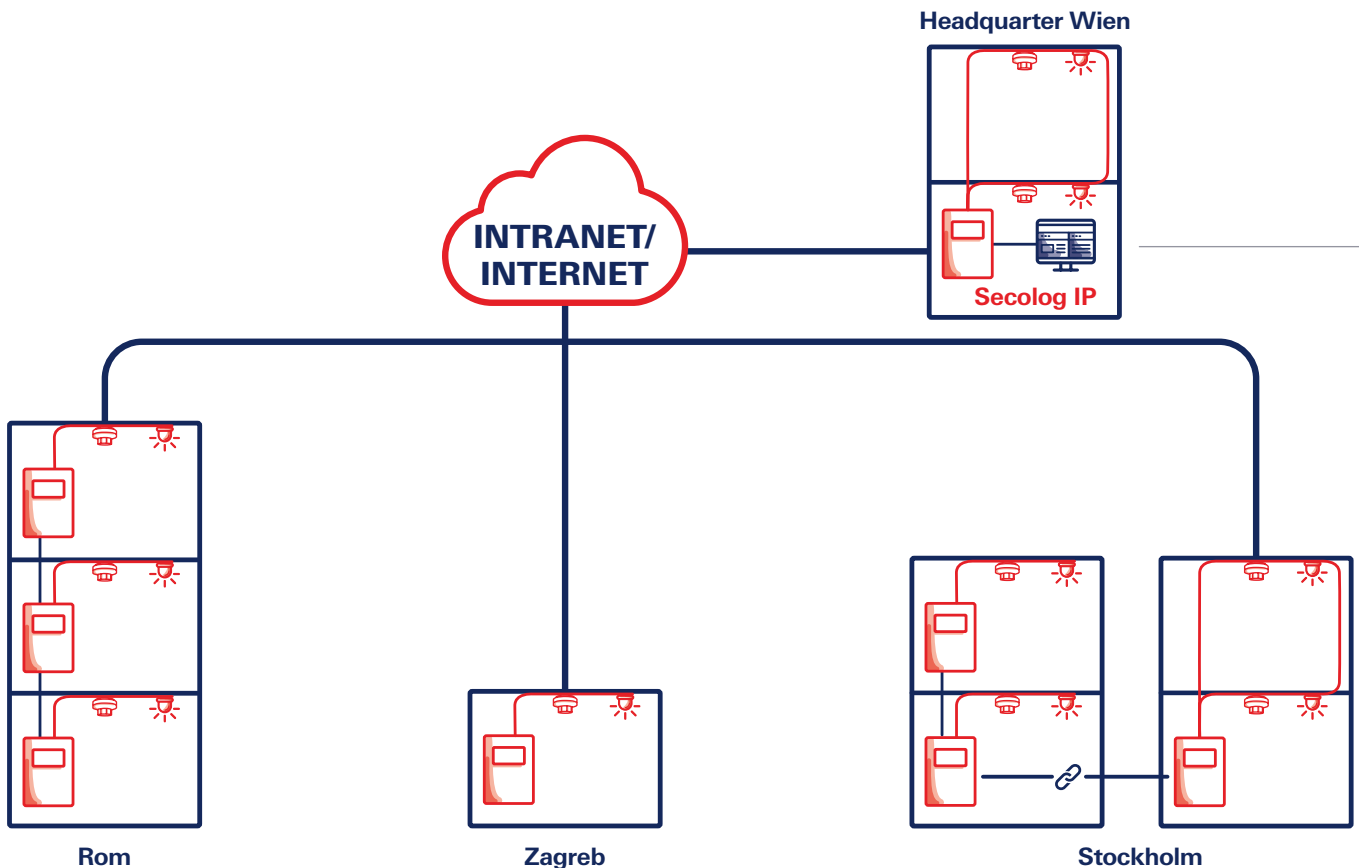 Headquarter Wien
INTRANET/
INTERNET
Secolog IP
Rom
Zagreb
Stockholm